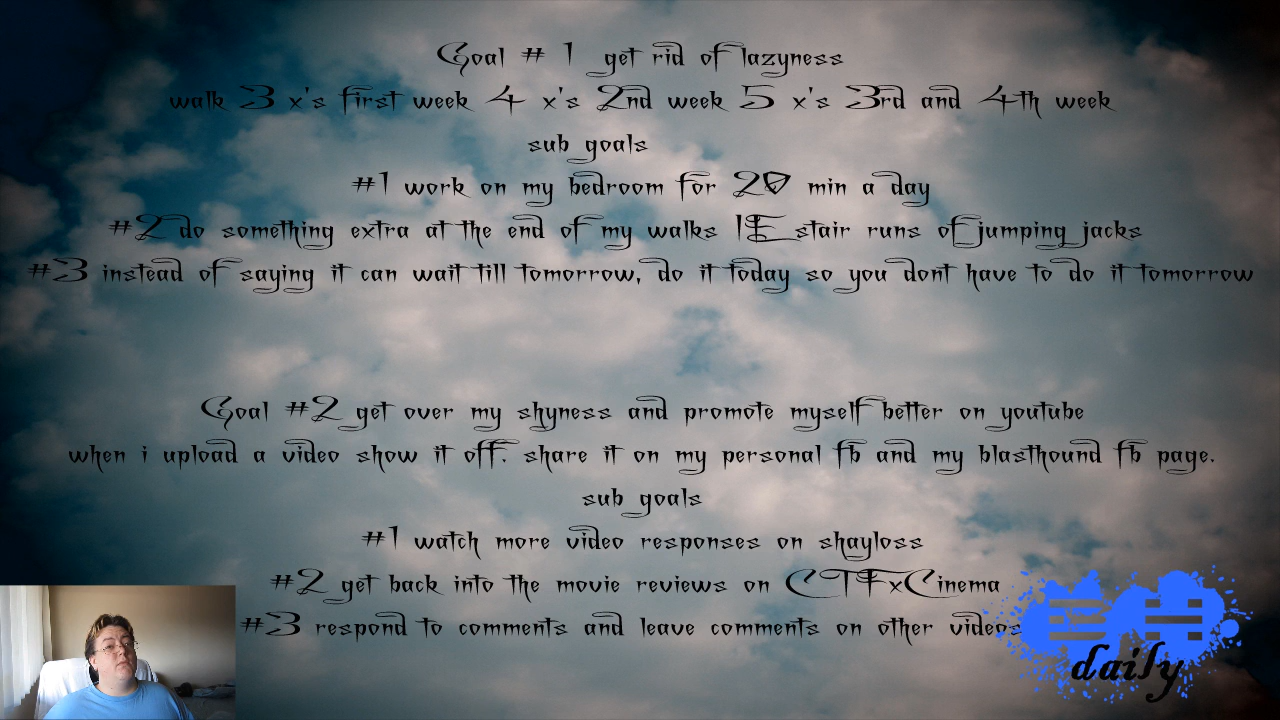 Goal # 1 get rid of lazyness
walk 3 x's first week 4 x's 2nd week 5 x's 3rd and 4th week
sub goals
#1 work on my bedroom for 20 min a day
#2 do something extra at the end of my walks IE stair runs of jumping jacks
#3 instead of saying it can wait till tomorrow, do it today so you dont have to do it tomorrow
Goal #2 get over my shyness and promote myself better on youtube
when i upload a video show it off. share it on my personal fb and my blasthound fb page.
sub goals
#1 watch more video responses on shayloss
#2 get back into the movie reviews on CTFxCinema
#3 respond to comments and leave comments on other videos
BH
daily